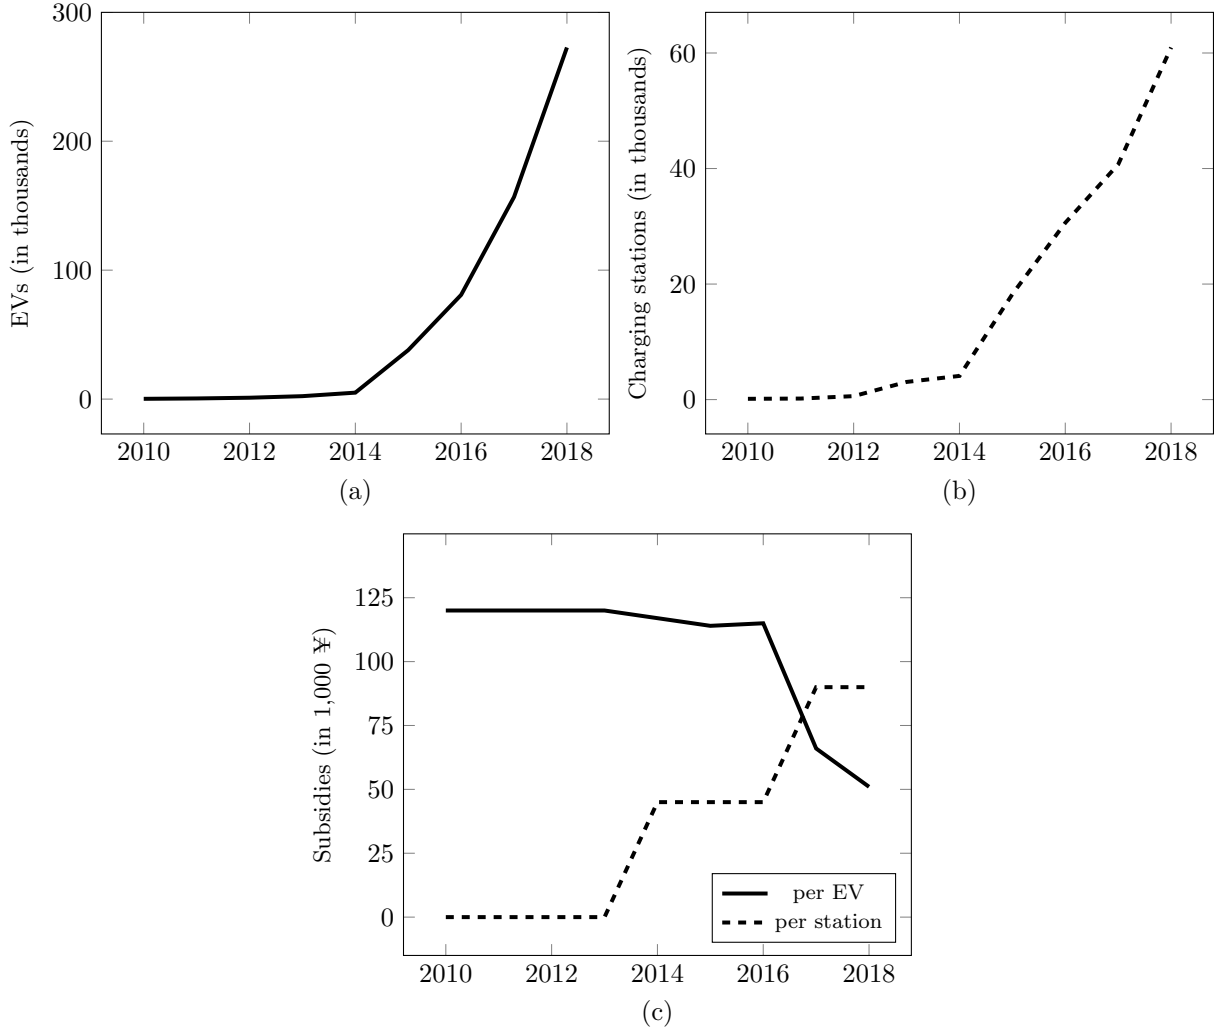 300
200
100
0
EVs (in thousands)
2010 2012 2014 2016 2018
(a)
60
40
20
0
Charging stations (in thousands)
2010 2012 2014 2016 2018
(b)
125
100
75
50
25
0
Subsidies (in 1,000 ¥)
per EV
per station
2010 2012 2014 2016 2018
(c)